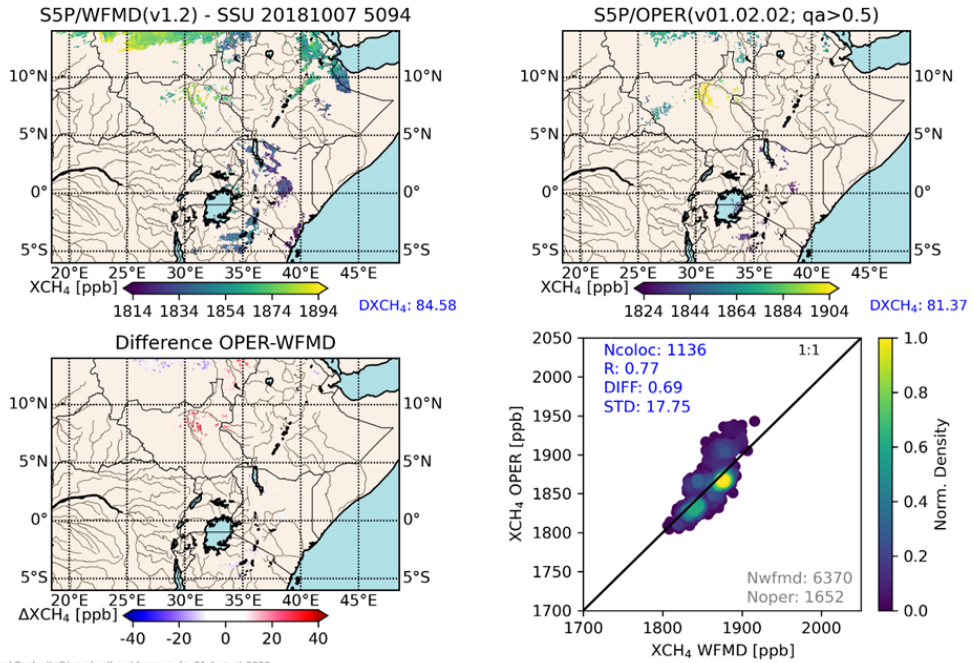 S5P/WFMD(v1.2) - SSU 20181007 5094
10°N
5°N
0°
5°S
20°E 25°E 30°E 35°E 40°E 45°E
XCH₄ [ppb]
1814 1834 1854 1874 1894
DXCH₄: 84.58
S5P/OPER(v01.02.02; qa>0.5)
10°N
5°N
0°
5°S
20°E 25°E 30°E 35°E 40°E 45°E
XCH₄ [ppb]
1824 1844 1864 1884 1904
DXCH₄: 81.37
Difference OPER-WFMD
10°N
5°N
0°
5°S
20°E 25°E 30°E 35°E 40°E 45°E
ΔXCH₄ [ppb]
-40 -20 0 20 40
2050
2000
1950
1900
1850
1800
1750
1700
XCH₄ OPER [ppb]
Ncoloc: 1136
R: 0.77
DIFF: 0.69
STD: 17.75
1:1
Nwfmd: 6370
Noper: 1652
1700 1800 1900 2000
XCH₄ WFMD [ppb]
1.0
0.8
0.6
0.4
0.2
0.0
Norm. Density